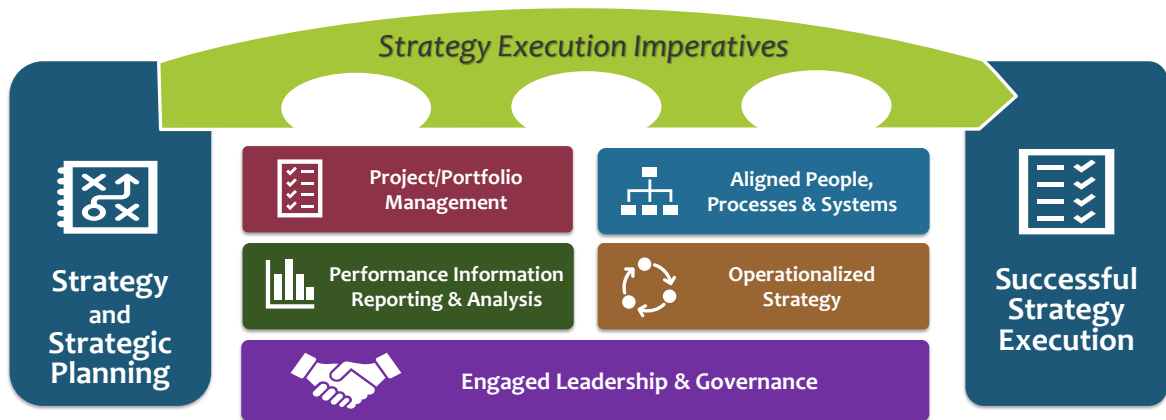 Strategy Execution Imperatives
Strategy
and
Strategic
Planning
Project/Portfolio
Management
Aligned People,
Processes & Systems
Performance Information
Reporting & Analysis
Operationalized
Strategy
Engaged Leadership & Governance
Successful
Strategy
Execution